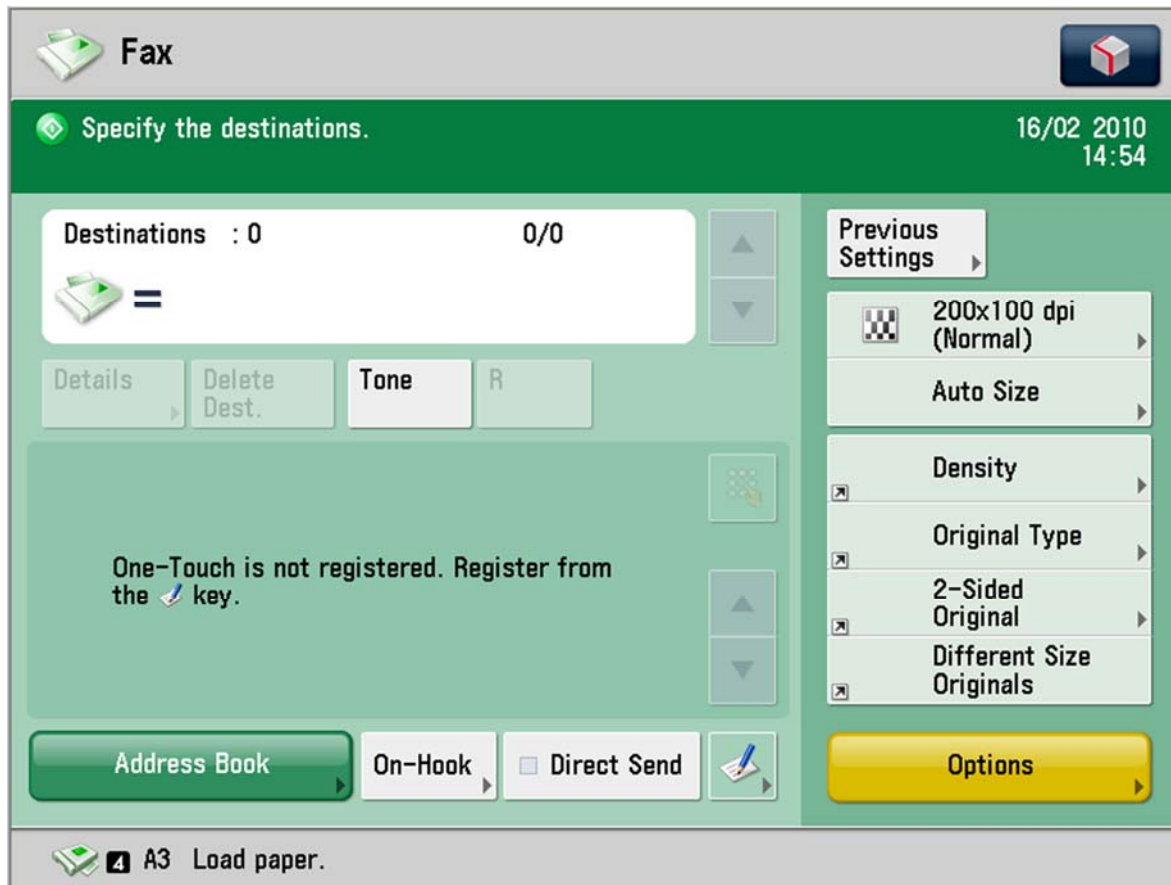 Fax
Specify the destinations.
16/02 2010
14:54
Destinations : 0 0/0
=
Details
Delete
Dest.
Tone
R
One-Touch is not registered. Register from
the key.
Address Book
On-Hook
Direct Send
Previous
Settings
200x100 dpi
(Normal)
Auto Size
Density
Original Type
2-Sided
Original
Different Size
Originals
Options
4 A3 Load paper.